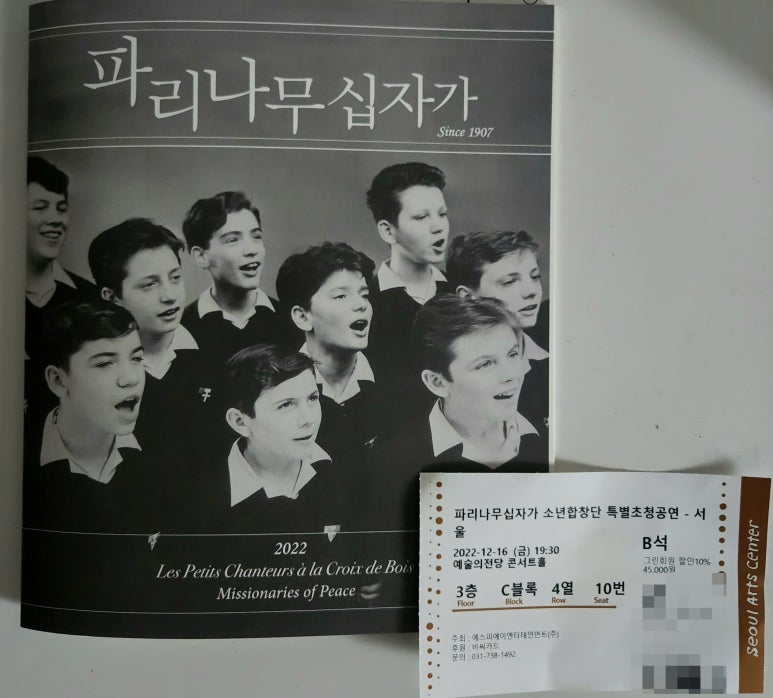 파리나무 십자가
Since 1907
2022
Les Petits Chanteurs à la Croix de Bois
Missionaries of Peace
파리나무십자가 소년합창단 특별초청공연 - 서
울
2022-12-16 (금) 19:30
예술의전당 콘서트홀
B석
그린회원 할인10%
45,000원
3층 C블록 4열 10번
Floor Block Row Seat
주최 : 에스피에이엔터테인먼트(주)
후원 : 비씨카드
문의 : 031-738-1492
Seoul Arts Center